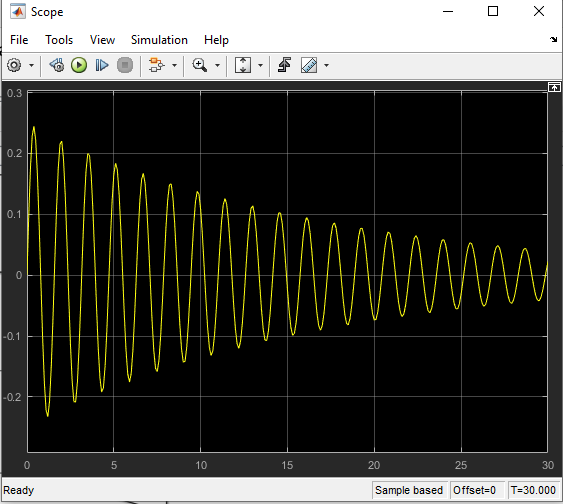 Scope
File Tools View Simulation Help
0.3
0.2
0.1
0
-0.1
-0.2
0 5 10 15 20 25 30
Ready Sample based Offset=0 T=30.000